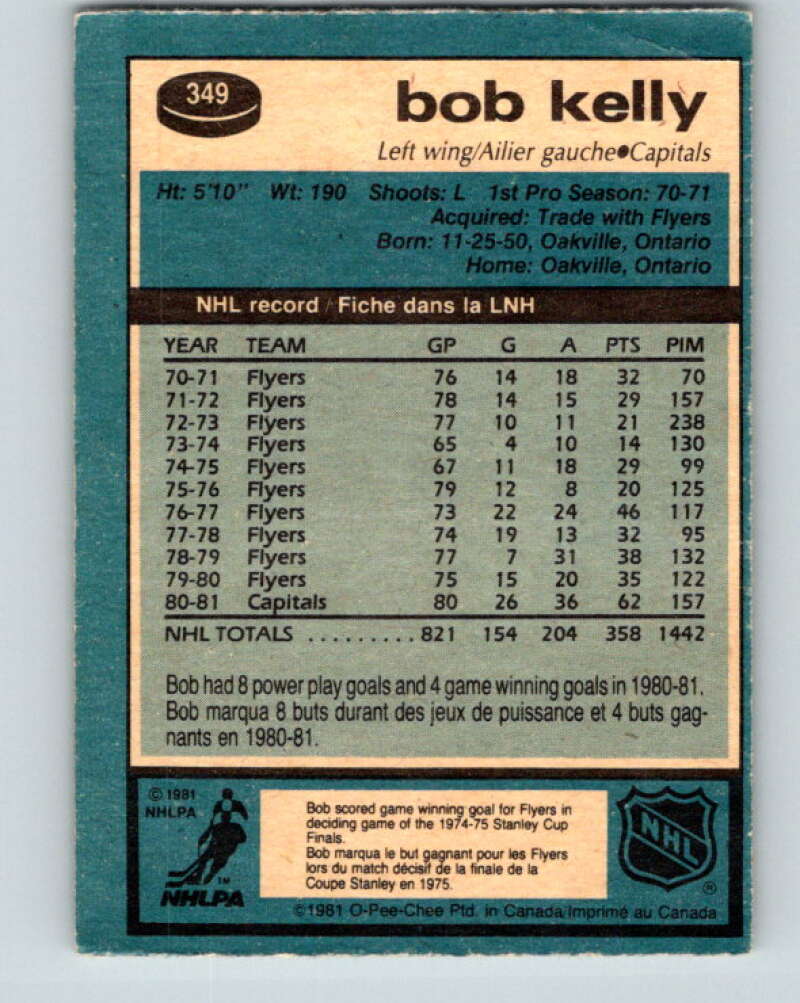 349
bob kelly
Left wing/Ailier gauche●Capitals
Ht: 5'10" Wt: 190 Shoots: L 1st Pro Season: 70-71
Acquired: Trade with Flyers
Born: 11-25-50, Oakville, Ontario
Home: Oakville, Ontario
NHL record / Fiche dans la LNH
YEAR TEAM GP G A PTS PIM
70-71 Flyers 76 14 18 32 70
71-72 Flyers 78 14 15 29 157
72-73 Flyers 77 10 11 21 238
73-74 Flyers 65 4 10 14 130
74-75 Flyers 67 11 18 29 99
75-76 Flyers 79 12 8 20 125
76-77 Flyers 73 22 24 46 117
77-78 Flyers 74 19 13 32 95
78-79 Flyers 77 7 31 38 132
79-80 Flyers 75 15 20 35 122
80-81 Capitals 80 26 36 62 157
NHL TOTALS ......... 821 154 204 358 1442
Bob had 8 power play goals and 4 game winning goals in 1980-81.
Bob marqua 8 buts durant des jeux de puissance et 4 buts gag-
nants en 1980-81.
© 1981
NHLPA
TM
NHLPA
Bob scored game winning goal for Flyers in
deciding game of the 1974-75 Stanley Cup
Finals.
Bob marqua le but gagnant pour les Flyers
lors du match décisif de la finale de la
Coupe Stanley en 1975.
NHL
®
©1981 O-Pee-Chee Ptd. in Canada/Imprimé au Canada